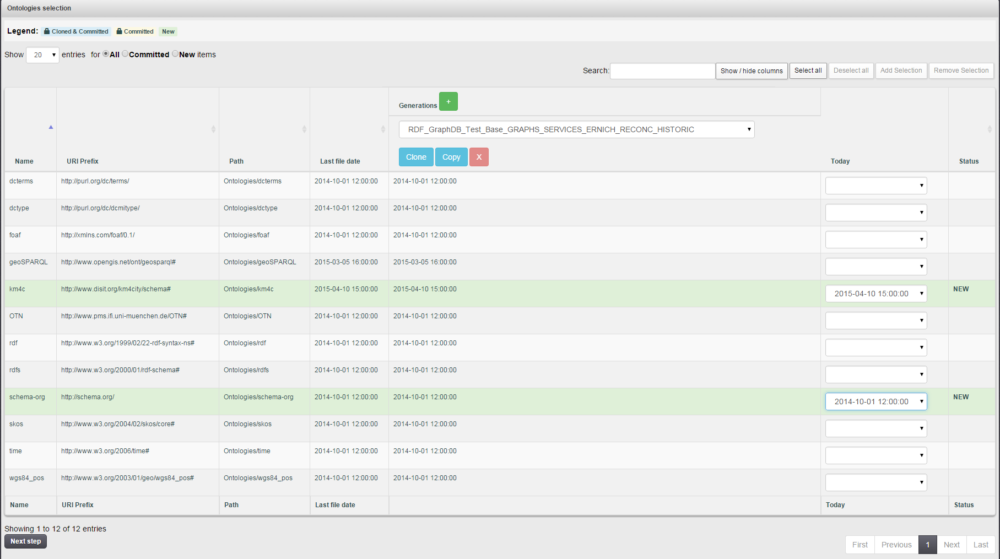 Ontologies selection
Legend: Cloned & Committed Committed New
Show 20 entries for All Committed New items
Search: Show / hide columns Select all Deselect all Add Selection Remove Selection
Generations +
RDF_GraphDB_Test_Base_GRAPHS_SERVICES_ERNICH_RECONC_HISTORIC
Clone Copy X
Name URI Prefix Path Last file date Today Status
dcterms http://purl.org/dc/terms/ Ontologies/dcterms 2014-10-01 12:00:00 2014-10-01 12:00:00
dctype http://purl.org/dc/dcmitype/ Ontologies/dctype 2014-10-01 12:00:00 2014-10-01 12:00:00
foaf http://xmlns.com/foaf/0.1/ Ontologies/foaf 2014-10-01 12:00:00 2014-10-01 12:00:00
geoSPARQL http://www.opengis.net/ont/geosparql# Ontologies/geoSPARQL 2015-03-05 16:00:00 2015-03-05 16:00:00
km4c http://www.disit.org/km4city/schema# Ontologies/km4c 2015-04-10 15:00:00 2015-04-10 15:00:00 2015-04-10 15:00:00 NEW
OTN http://www.pms.ifi.uni-muenchen.de/OTN# Ontologies/OTN 2014-10-01 12:00:00 2014-10-01 12:00:00
rdf http://www.w3.org/1999/02/22-rdf-syntax-ns# Ontologies/rdf 2014-10-01 12:00:00 2014-10-01 12:00:00
rdfs http://www.w3.org/2000/01/rdf-schema# Ontologies/rdfs 2014-10-01 12:00:00 2014-10-01 12:00:00
schema-org http://schema.org/ Ontologies/schema-org 2014-10-01 12:00:00 2014-10-01 12:00:00 2014-10-01 12:00:00 NEW
skos http://www.w3.org/2004/02/skos/core# Ontologies/skos 2014-10-01 12:00:00 2014-10-01 12:00:00
time http://www.w3.org/2006/time# Ontologies/time 2014-10-01 12:00:00 2014-10-01 12:00:00
wgs84_pos http://www.w3.org/2003/01/geo/wgs84_pos# Ontologies/wgs84_pos 2014-10-01 12:00:00 2014-10-01 12:00:00
Name URI Prefix Path Last file date Today Status
Showing 1 to 12 of 12 entries
Next step
First Previous 1 Next Last